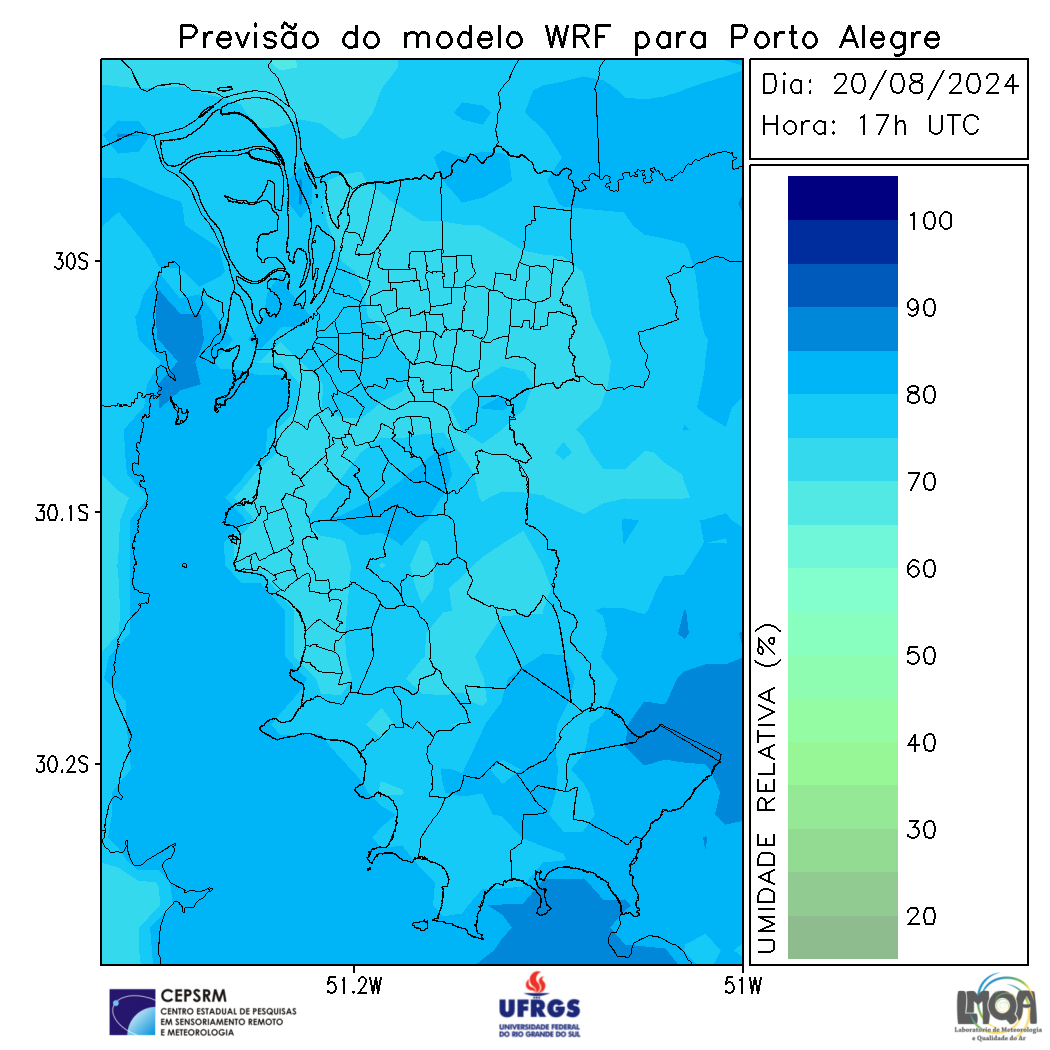 Previsão do modelo WRF para Porto Alegre
Dia: 20/08/2024
Hora: 17h UTC
100
90
80
70
60
50
40
30
20
UMIDADE RELATIVA (%)
30S
30.1S
30.2S
51.2W
51W
CEPSRM
CENTRO ESTADUAL DE PESQUISAS
EM SENSORIAMENTO REMOTO
E METEOROLOGIA
UFRGS
UNIVERSIDADE FEDERAL
DO RIO GRANDE DO SUL
LMQA
Laboratório de Meteorologia
e Qualidade do Ar